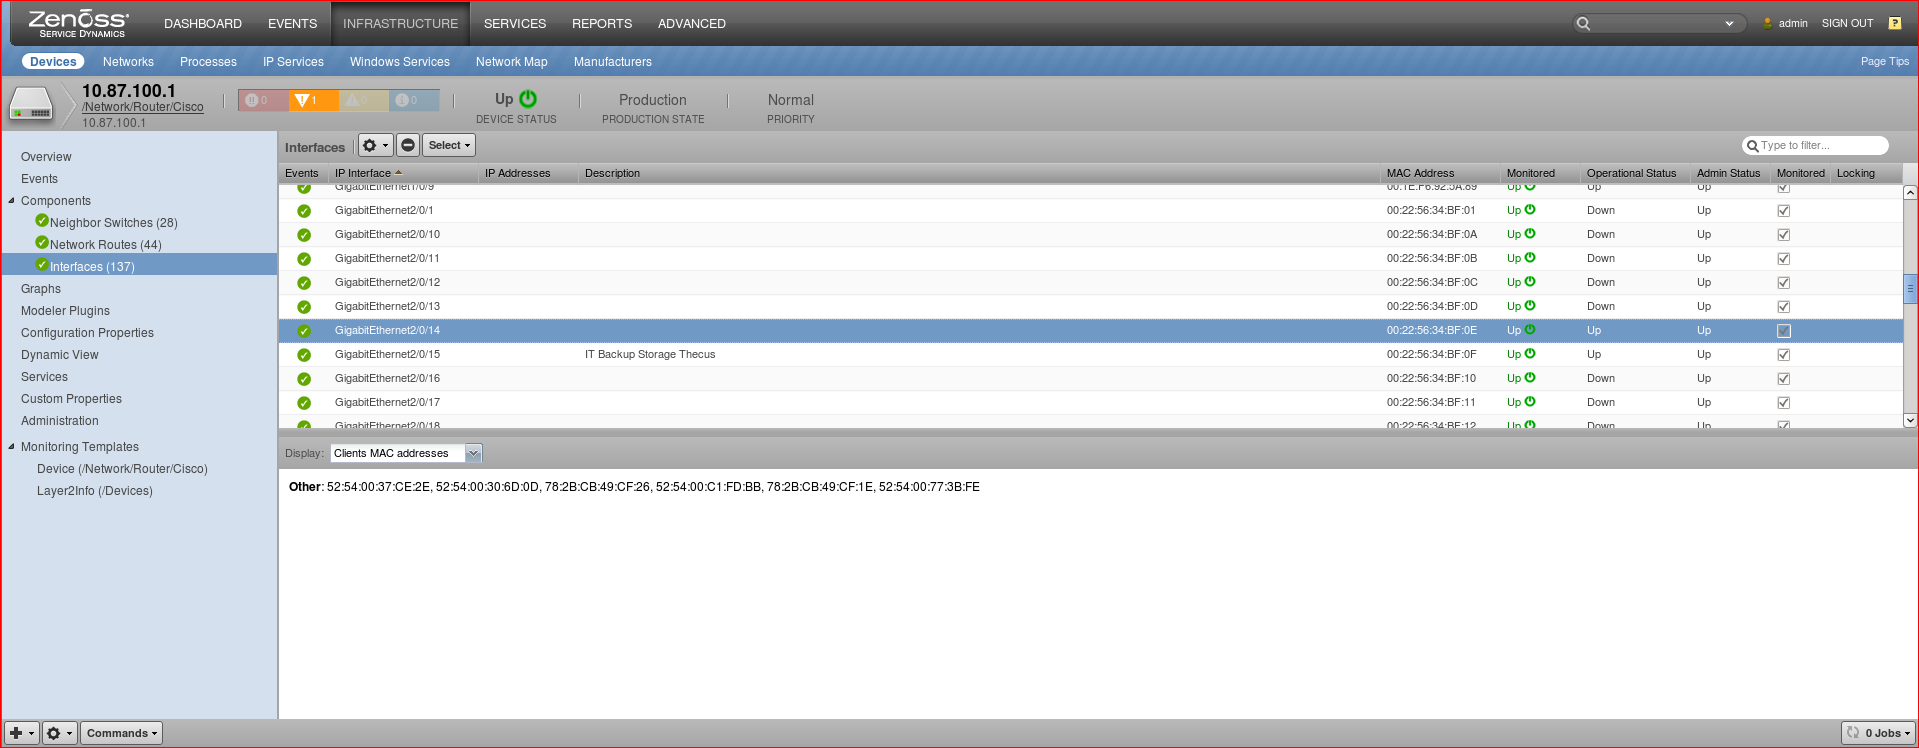 Zenoss
SERVICE DYNAMICS
DASHBOARD EVENTS INFRASTRUCTURE SERVICES REPORTS ADVANCED
admin SIGN OUT ?
Devices Networks Processes IP Services Windows Services Network Map Manufacturers Page Tips
10.87.100.1
/Network/Router/Cisco
10.87.100.1
0 1 0 0
Up
DEVICE STATUS
Production
PRODUCTION STATE
Normal
PRIORITY
Overview
Events
Components
Neighbor Switches (28)
Network Routes (44)
Interfaces (137)
Graphs
Modeler Plugins
Configuration Properties
Dynamic View
Services
Custom Properties
Administration
Monitoring Templates
Device (/Network/Router/Cisco)
Layer2Info (/Devices)
Interfaces Select Type to filter...
Events IP Interface IP Addresses Description MAC Address Monitored Operational Status Admin Status Monitored Locking
GigabitEthernet1/0/9 00:1E:F6:92:5A:89 Up Up Up
GigabitEthernet2/0/1 00:22:56:34:BF:01 Up Down Up
GigabitEthernet2/0/10 00:22:56:34:BF:0A Up Down Up
GigabitEthernet2/0/11 00:22:56:34:BF:0B Up Down Up
GigabitEthernet2/0/12 00:22:56:34:BF:0C Up Down Up
GigabitEthernet2/0/13 00:22:56:34:BF:0D Up Down Up
GigabitEthernet2/0/14 00:22:56:34:BF:0E Up Up Up
GigabitEthernet2/0/15 IT Backup Storage Thecus 00:22:56:34:BF:0F Up Up Up
GigabitEthernet2/0/16 00:22:56:34:BF:10 Up Down Up
GigabitEthernet2/0/17 00:22:56:34:BF:11 Up Down Up
GigabitEthernet2/0/18 00:22:56:34:BF:12 Up Down Up
Display: Clients MAC addresses
Other: 52:54:00:37:CE:2E, 52:54:00:30:6D:0D, 78:2B:CB:49:CF:26, 52:54:00:C1:FD:BB, 78:2B:CB:49:CF:1E, 52:54:00:77:3B:FE
Commands 0 Jobs